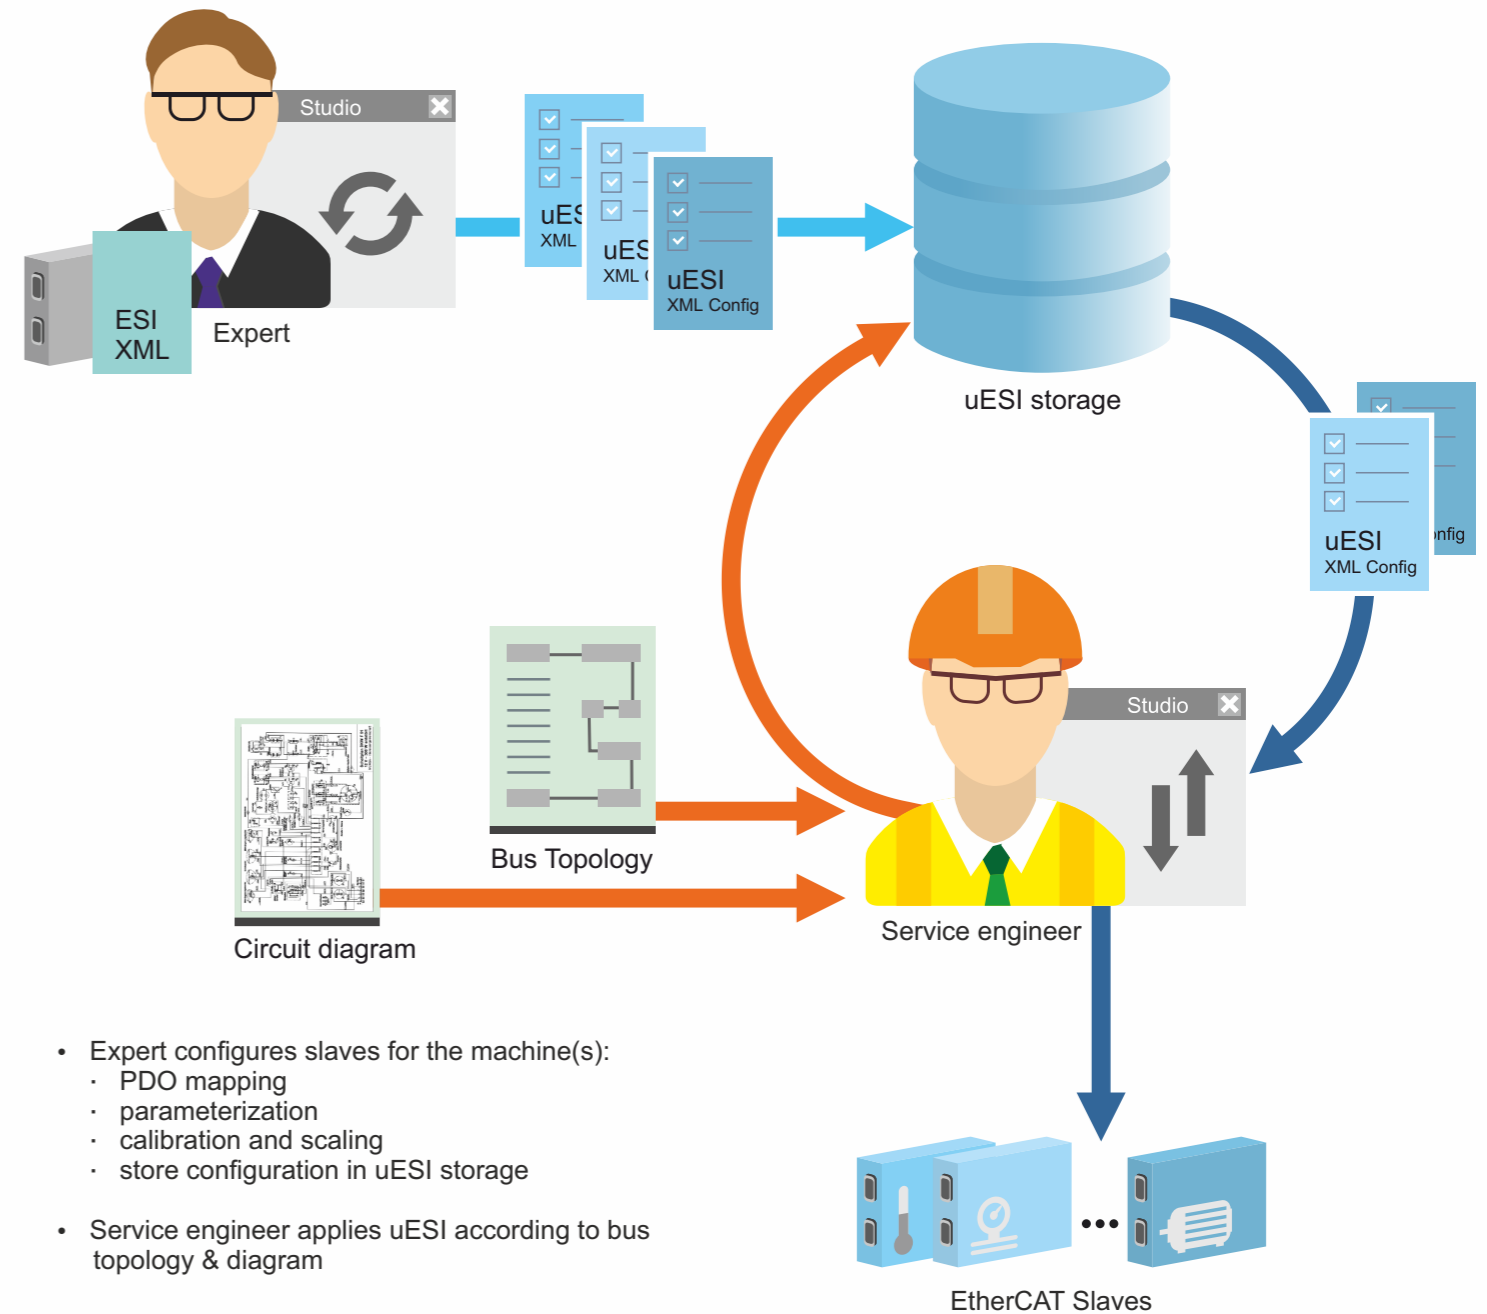 Studio
uES
XML
uES
XML C
uESI
XML Config
ESI
XML
Expert
uESI storage
uESI
XML Config
nfig
Studio
Bus Topology
Circuit diagram
Service engineer
• Expert configures slaves for the machine(s):
· PDO mapping
· parameterization
· calibration and scaling
· store configuration in uESI storage
• Service engineer applies uESI according to bus
topology & diagram
EtherCAT Slaves